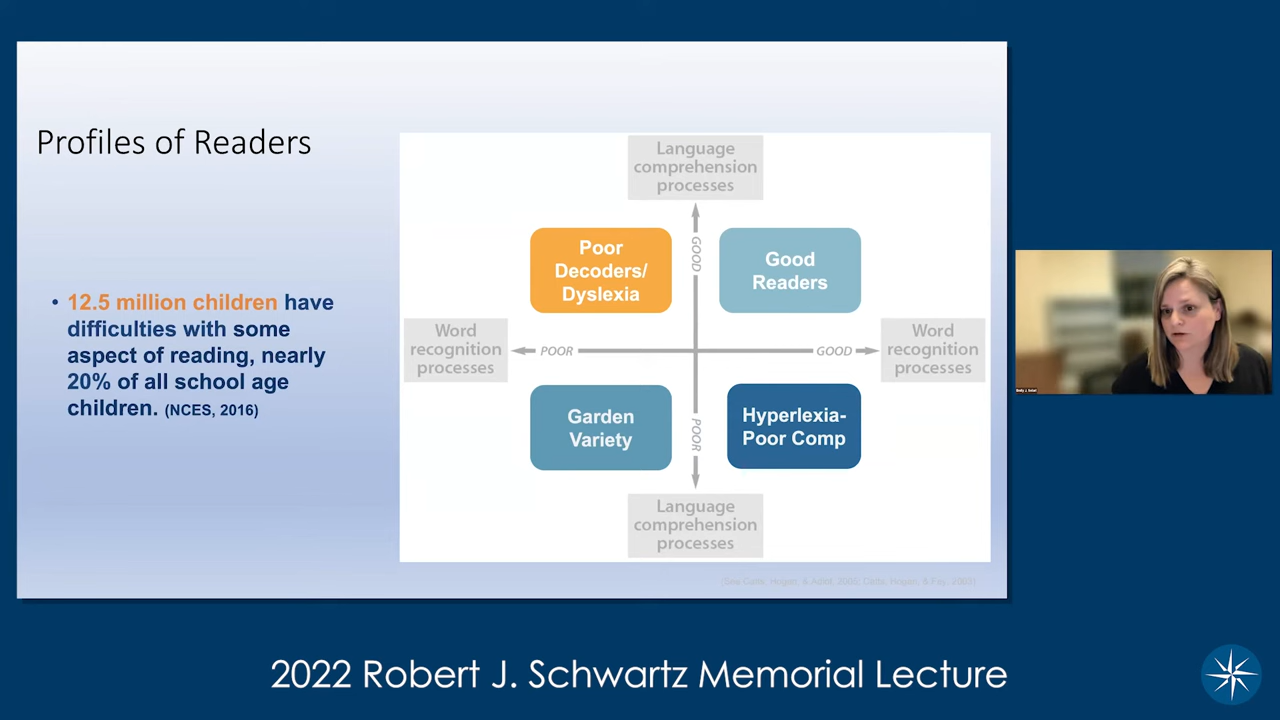 Profiles of Readers
• 12.5 million children have
difficulties with some
aspect of reading, nearly
20% of all school age
children. (NCES, 2016)
Language
comprehension
processes
GOOD
Poor
Decoders/
Dyslexia
Good
Readers
Word
recognition
processes
POOR
GOOD
Word
recognition
processes
Garden
Variety
POOR
Hyperlexia-
Poor Comp
Language
comprehension
processes
2022 Robert J. Schwartz Memorial Lecture